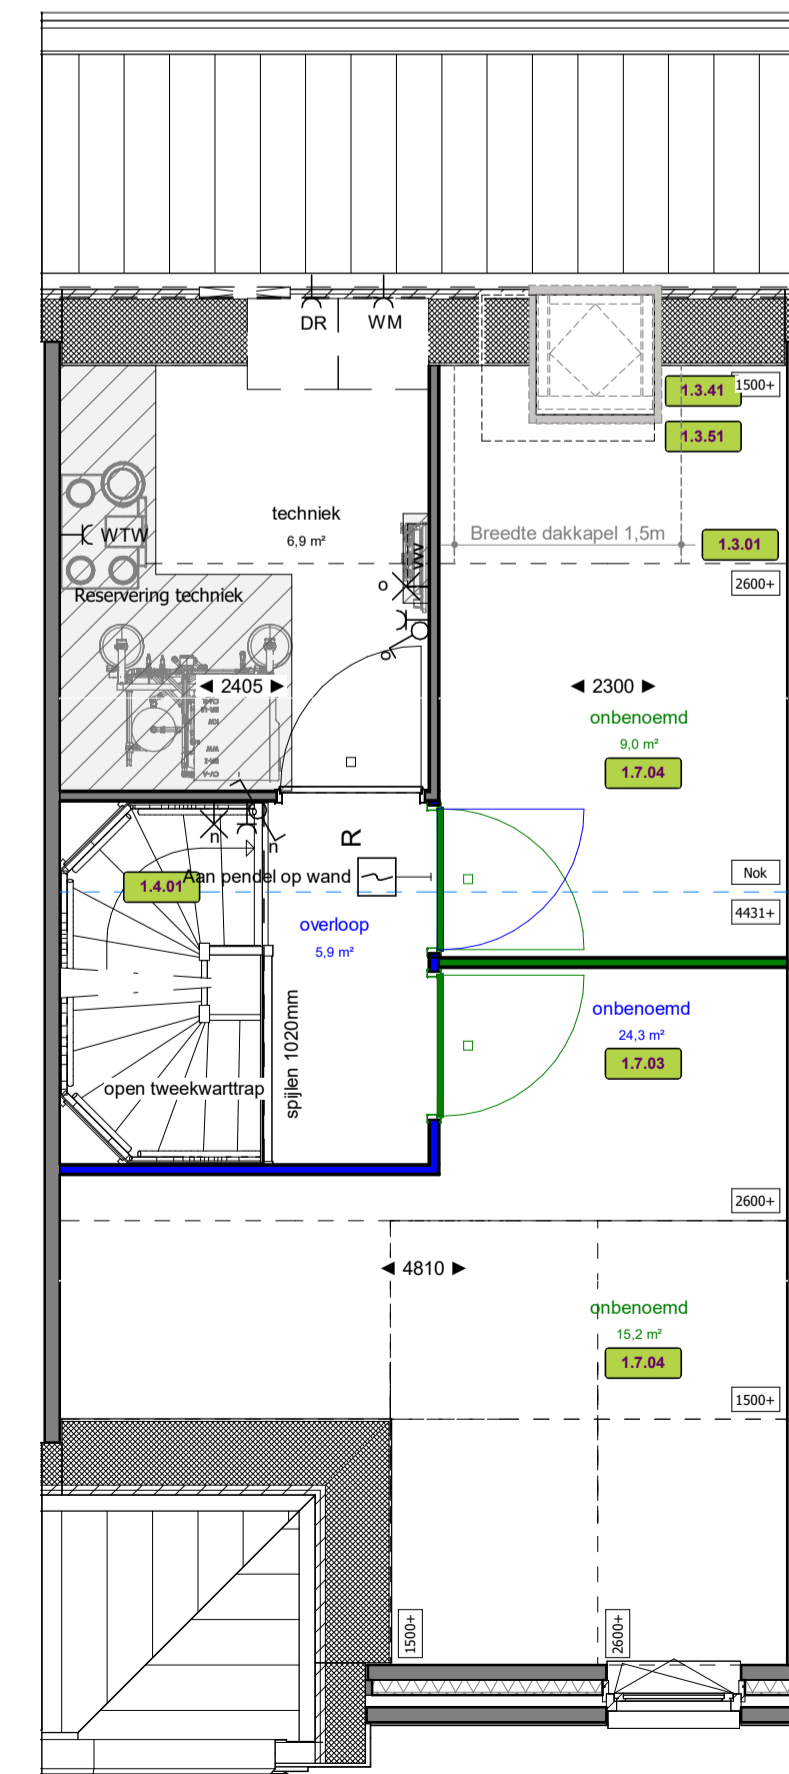 DR
WM
1.3.41
1500+
1.3.51
techniek
6,9 m²
WTW
WV
Breedte dakkapel 1,5m
1.3.01
o
2600+
Reservering techniek
o
2405
2300
onbenoemd
9,0 m²
1.7.04
n
n
R
Aan pendel op wand
1.4.01
Nok
4431+
overloop
5,9 m²
onbenoemd
24,3 m²
1.7.03
spijlen 1020mm
open tweekwarttrap
2600+
4810
onbenoemd
15,2 m²
1.7.04
1500+
1500+
2600+